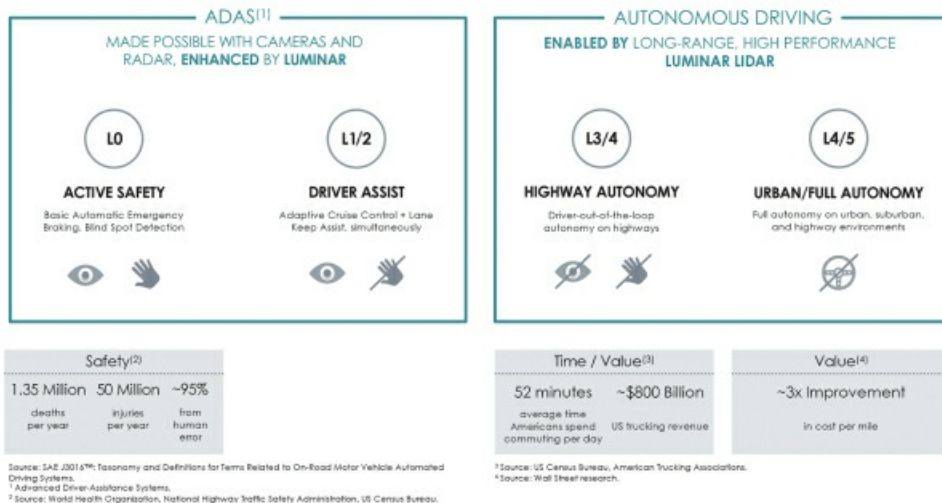 ADAS(1)
MADE POSSIBLE WITH CAMERAS AND
RADAR, ENHANCED BY LUMINAR
L0
ACTIVE SAFETY
Basic Automatic Emergency
Braking, Blind Spot Detection
L1/2
DRIVER ASSIST
Adaptive Cruise Control + Lane
Keep Assist, simultaneously
AUTONOMOUS DRIVING
ENABLED BY LONG-RANGE, HIGH PERFORMANCE
LUMINAR LIDAR
L3/4
HIGHWAY AUTONOMY
Driver-out-of-the-loop
autonomy on highways
L4/5
URBAN/FULL AUTONOMY
Full autonomy on urban, suburban,
and highway environments
Safety(2)
1.35 Million 50 Million ~95%
deaths injuries from
per year per year human
error
Time / Value(3)
52 minutes ~$800 Billion
average time
Americans spend US trucking revenue
commuting per day
Value(4)
~3x Improvement
in cost per mile
Source: SAE J3016™: Taxonomy and Definitions for Terms Related to On-Road Motor Vehicle Automated
Driving Systems.
1 Advanced Driver-Assistance Systems.
2 Source: World Health Organization, National Highway Traffic Safety Administration, US Census Bureau.
3 Source: US Census Bureau, American Trucking Associations.
4 Source: Wall Street research.